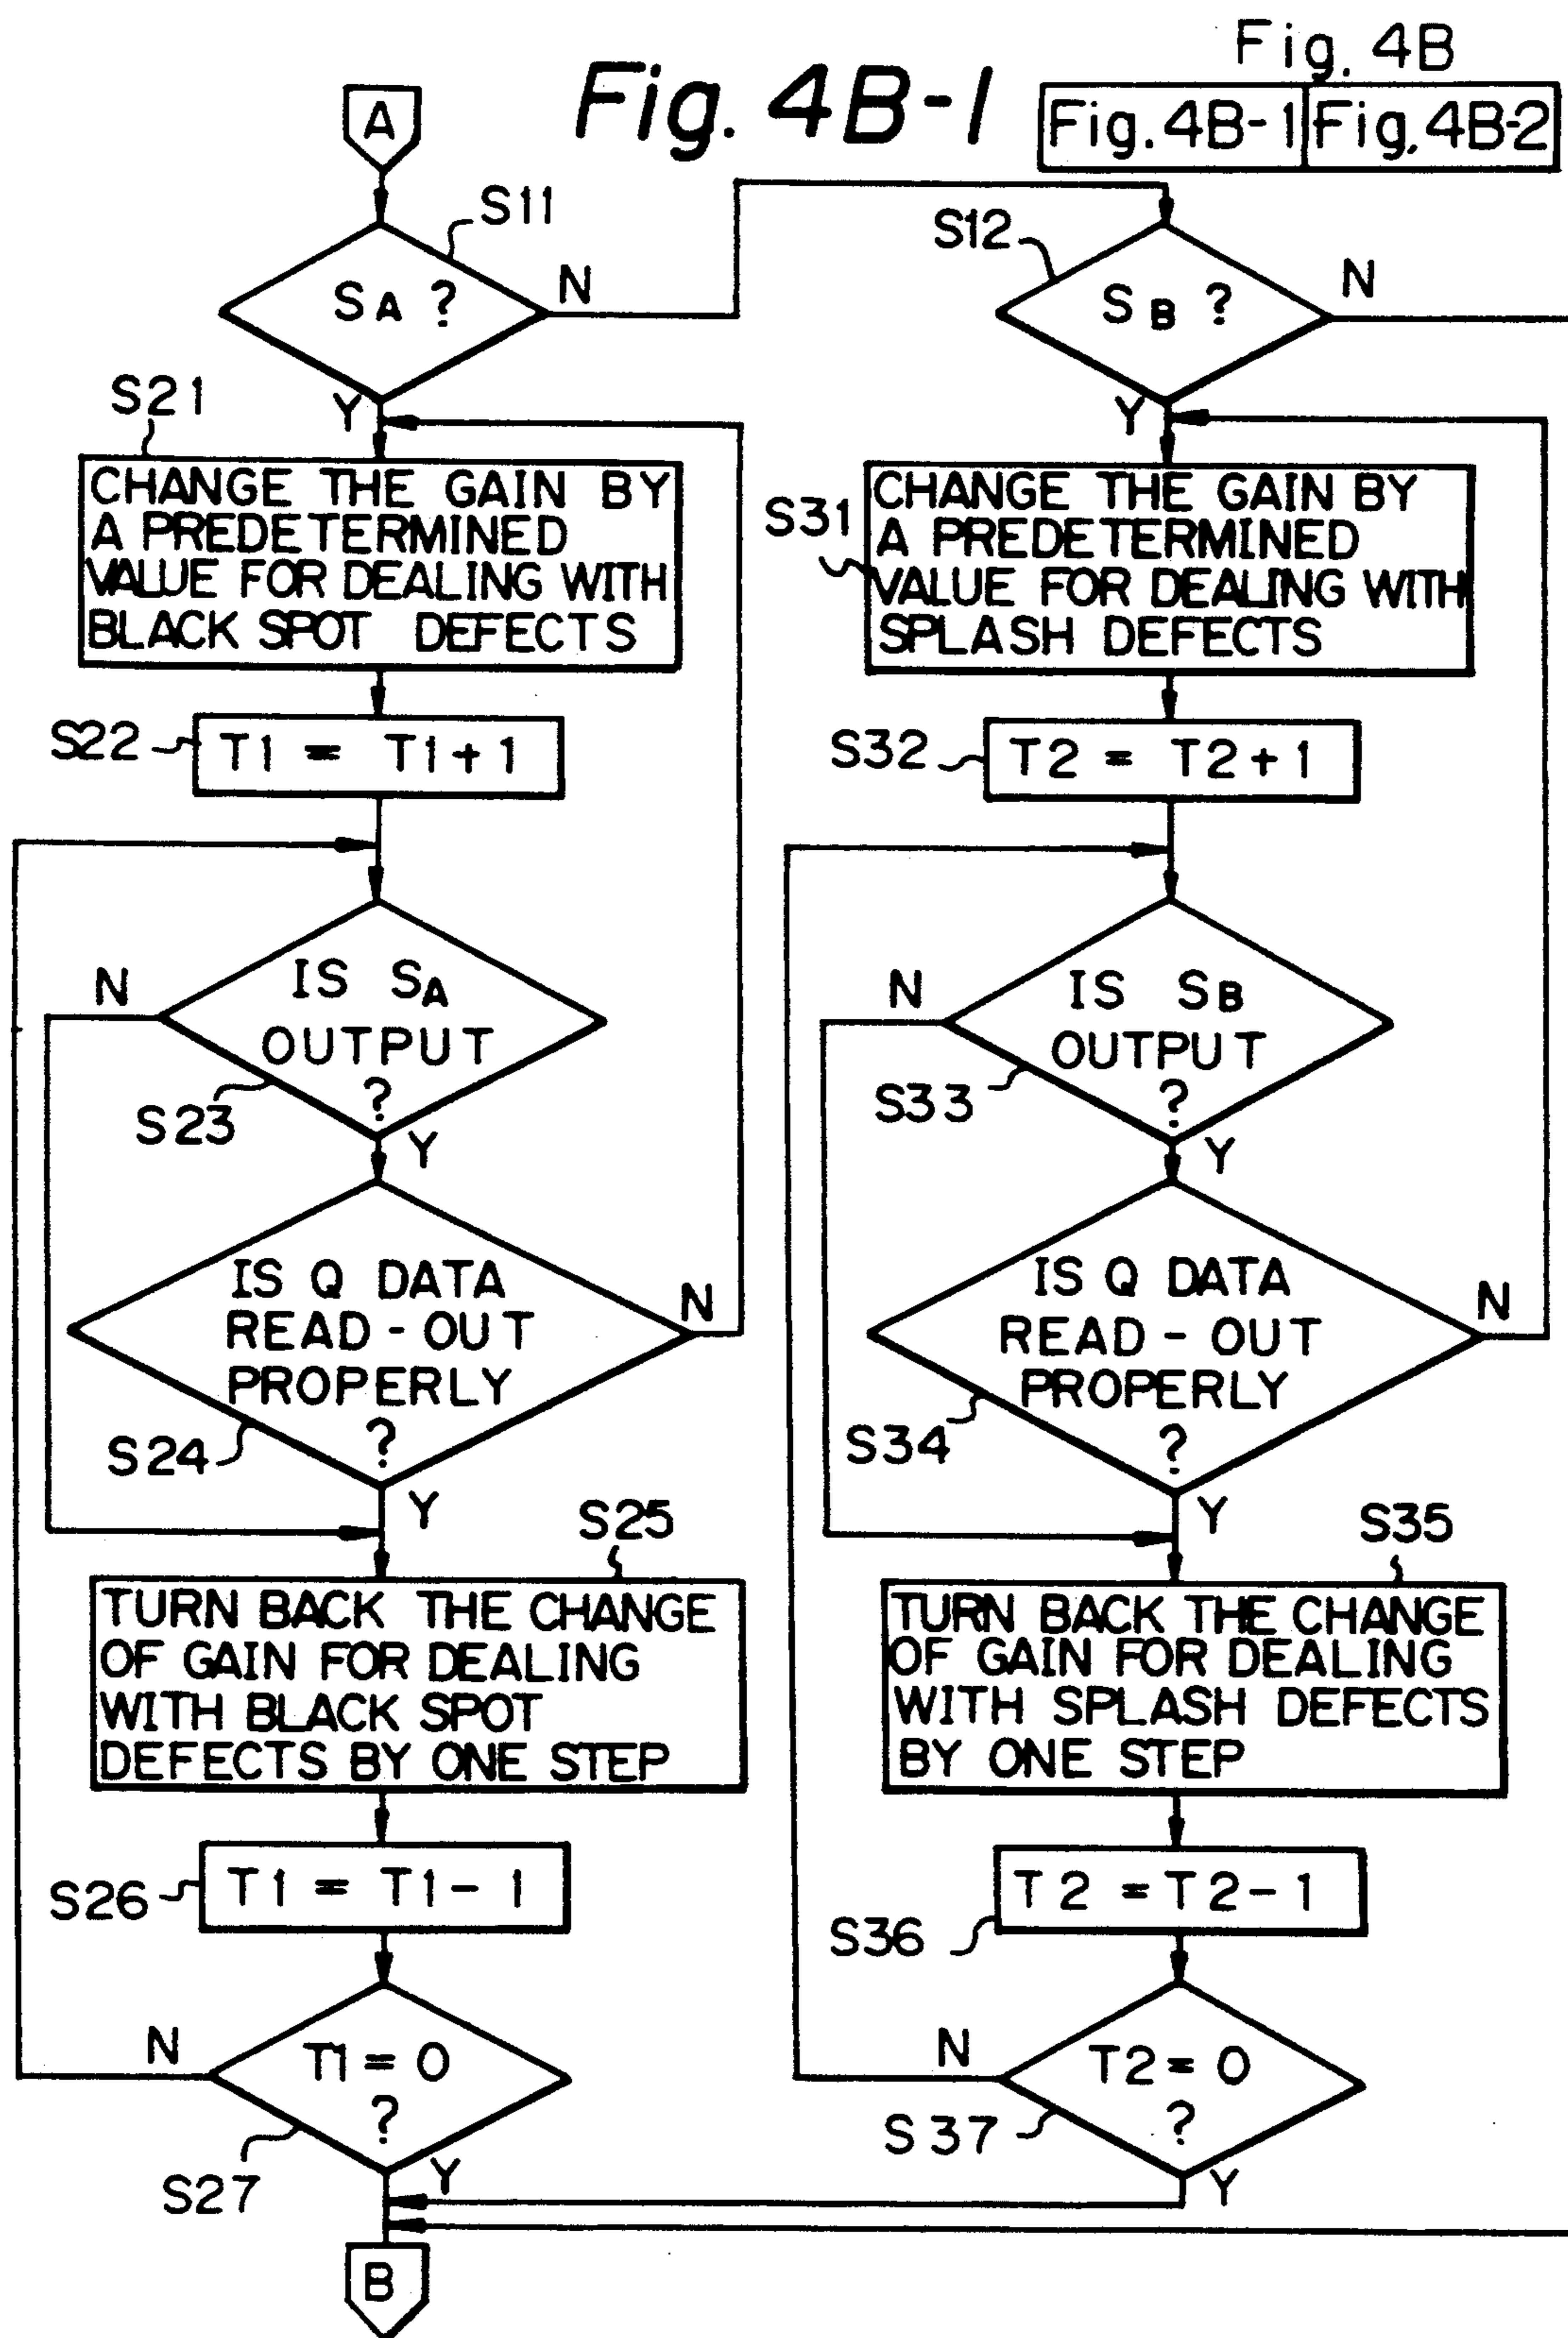 Fig. 4B
Fig. 4B-1
Fig. 4B-1 Fig. 4B-2
A
S11
SA ?
N
Y
S21
CHANGE THE GAIN BY
A PREDETERMINED
VALUE FOR DEALING WITH
BLACK SPOT DEFECTS
S22
T1 = T1+1
IS SA
OUTPUT
?
N
S23
Y
IS Q DATA
READ-OUT
PROPERLY
?
N
S24
Y
S25
TURN BACK THE CHANGE
OF GAIN FOR DEALING
WITH BLACK SPOT
DEFECTS BY ONE STEP
S26
T1 = T1-1
N
T1=0
?
S27
Y
B
S12
SB ?
N
Y
S31
CHANGE THE GAIN BY
A PREDETERMINED
VALUE FOR DEALING WITH
SPLASH DEFECTS
S32
T2 = T2+1
N
IS SB
OUTPUT
?
S33
Y
IS Q DATA
READ-OUT
PROPERLY
?
N
S34
Y
S35
TURN BACK THE CHANGE
OF GAIN FOR DEALING
WITH SPLASH DEFECTS
BY ONE STEP
T2 = T2-1
S36
N
T2=0
?
S37
Y